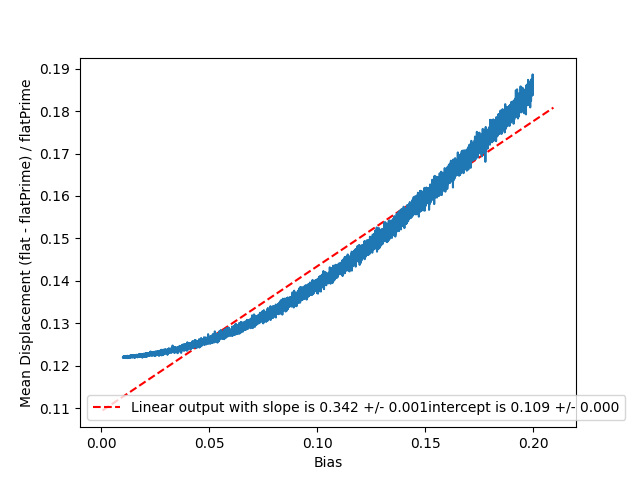 0.19
0.18
0.17
0.16
0.15
0.14
0.13
0.12
0.11
Mean Displacement (flat - flatPrime) / flatPrime
Linear output with slope is 0.342 +/- 0.001intercept is 0.109 +/- 0.000
0.00 0.05 0.10 0.15 0.20
Bias